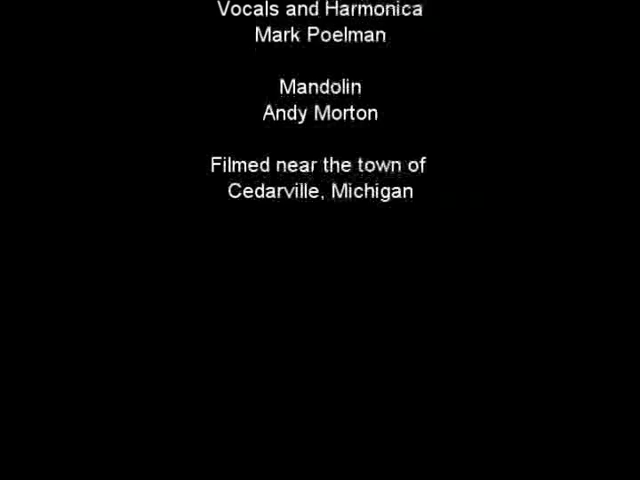 Vocals and Harmonica
Mark Poelman
Mandolin
Andy Morton
Filmed near the town of
Cedarville, Michigan